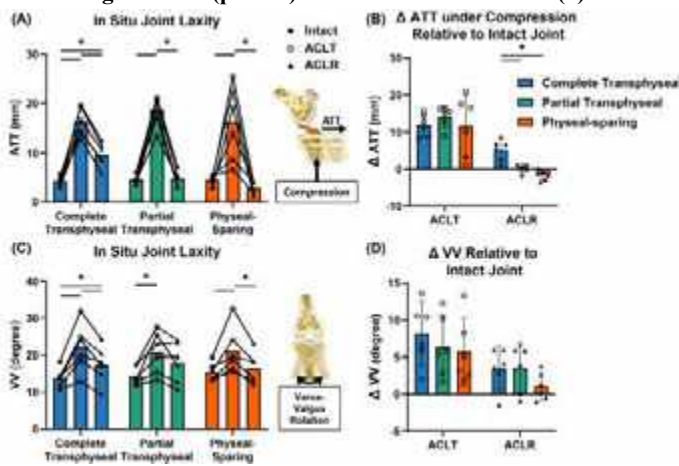 (A) In Situ Joint Laxity
Intact
ACLT
ACLR
ATT (mm)
30
20
10
0
*
*
*
*
*
*
*
ATT
Compression
Complete Transphyseal
Partial Transphyseal
Physeal-Sparing
(B) Δ ATT under Compression
Relative to Intact Joint
Δ ATT (mm)
30
20
10
0
-10
*
Complete Transphyseal
Partial Transphyseal
Physeal-sparing
ACLT
ACLR
(C) In Situ Joint Laxity
VV (degree)
40
30
20
10
0
*
*
*
Varus-
Valgus
Rotation
Complete Transphyseal
Partial Transphyseal
Physeal-Sparing
(D) Δ VV Relative to
Intact Joint
Δ VV (degree)
15
10
5
0
-5
ACLT
ACLR